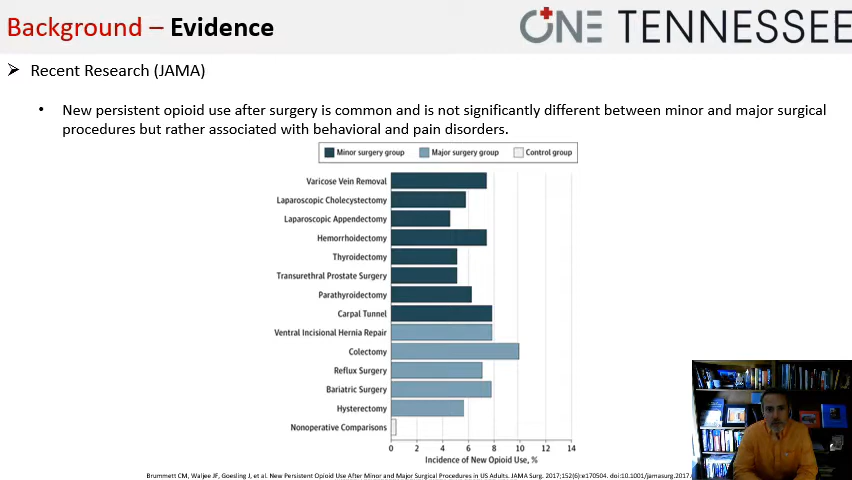 Background – Evidence
ONE TENNESSEE
➢ Recent Research (JAMA)
• New persistent opioid use after surgery is common and is not significantly different between minor and major surgical
procedures but rather associated with behavioral and pain disorders.
Minor surgery group Major surgery group Control group
Varicose Vein Removal
Laparoscopic Cholecystectomy
Laparoscopic Appendectomy
Hemorrhoidectomy
Thyroidectomy
Transurethral Prostate Surgery
Parathyroidectomy
Carpal Tunnel
Ventral Incisional Hernia Repair
Colectomy
Reflux Surgery
Bariatric Surgery
Hysterectomy
Nonoperative Comparisons
0 2 4 6 8 10 12 14
Incidence of New Opioid Use, %
Brummett CM, Waljee JF, Goesling J, et al. New Persistent Opioid Use After Minor and Major Surgical Procedures in US Adults. JAMA Surg. 2017;152(6):e170504. doi:10.1001/jamasurg.2017.